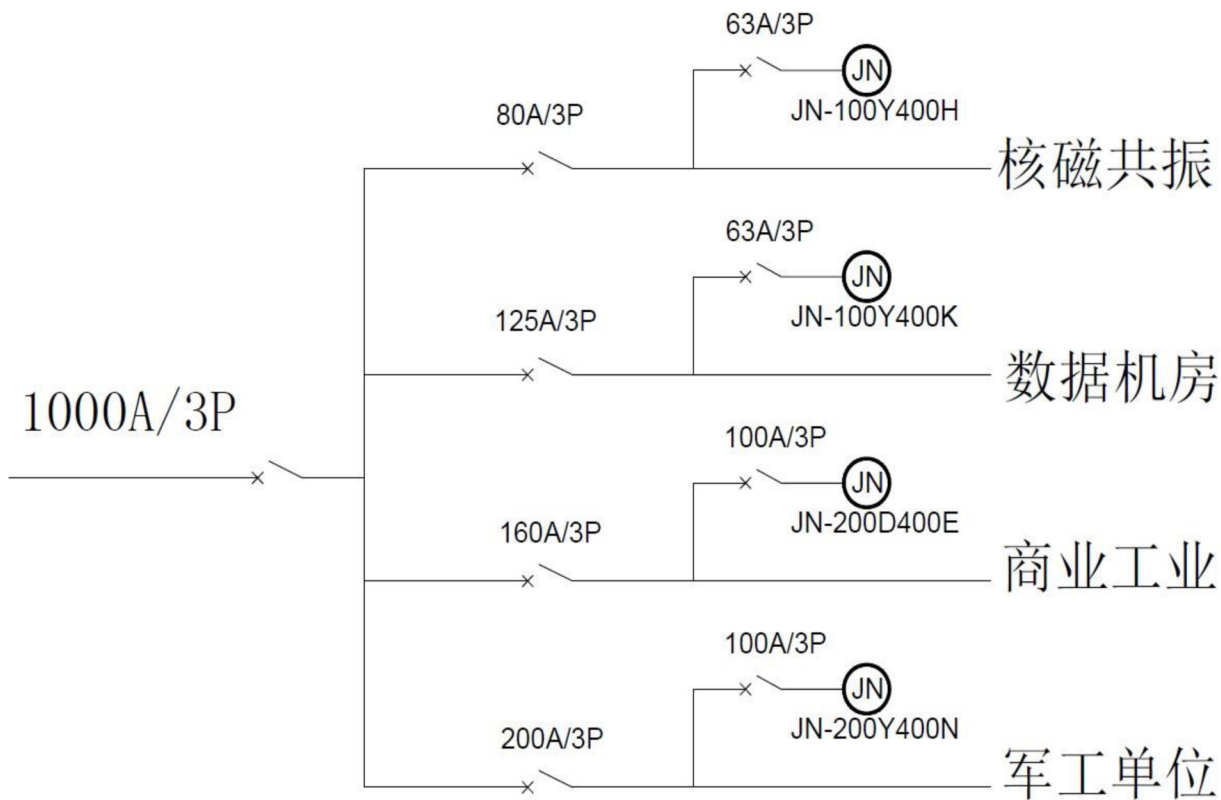 63A/3P
JN
JN-100Y400H
80A/3P
核磁共振
63A/3P
JN
JN-100Y400K
125A/3P
数据机房
1000A/3P
100A/3P
JN
JN-200D400E
160A/3P
商业工业
100A/3P
JN
JN-200Y400N
200A/3P
军工单位